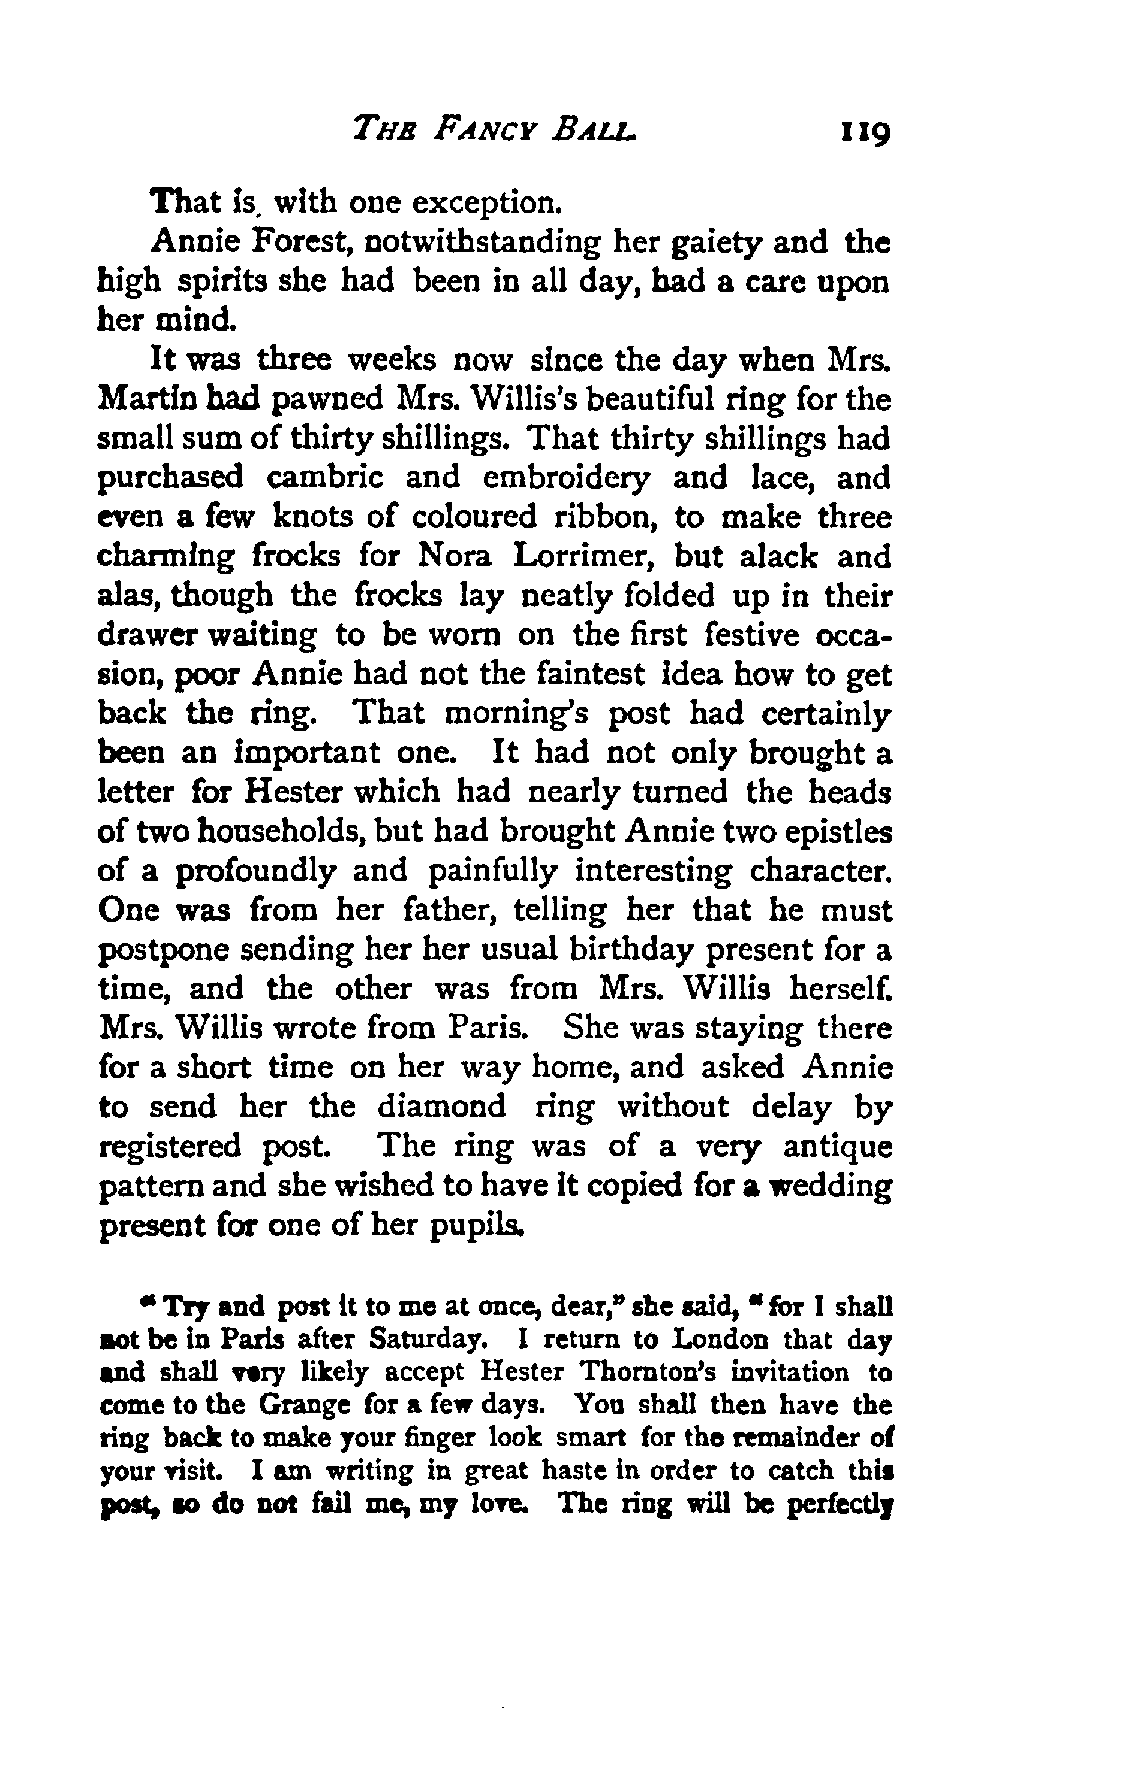 THE FANCY BALL. 119
That is, with one exception.
Annie Forest, notwithstanding her gaiety and the
high spirits she had been in all day, had a care upon
her mind.
It was three weeks now since the day when Mrs.
Martin had pawned Mrs. Willis's beautiful ring for the
small sum of thirty shillings. That thirty shillings had
purchased cambric and embroidery and lace, and
even a few knots of coloured ribbon, to make three
charming frocks for Nora Lorrimer, but alack and
alas, though the frocks lay neatly folded up in their
drawer waiting to be worn on the first festive occa-
sion, poor Annie had not the faintest idea how to get
back the ring. That morning's post had certainly
been an important one. It had not only brought a
letter for Hester which had nearly turned the heads
of two households, but had brought Annie two epistles
of a profoundly and painfully interesting character.
One was from her father, telling her that he must
postpone sending her her usual birthday present for a
time, and the other was from Mrs. Willis herself.
Mrs. Willis wrote from Paris. She was staying there
for a short time on her way home, and asked Annie
to send her the diamond ring without delay by
registered post. The ring was of a very antique
pattern and she wished to have it copied for a wedding
present for one of her pupils.
"Try and post it to me at once, dear," she said, "for I shall
not be in Paris after Saturday. I return to London that day
and shall very likely accept Hester Thornton's invitation to
come to the Grange for a few days. You shall then have the
ring back to make your finger look smart for the remainder of
your visit. I am writing in great haste in order to catch this
post, so do not fail me, my love. The ring will be perfectly